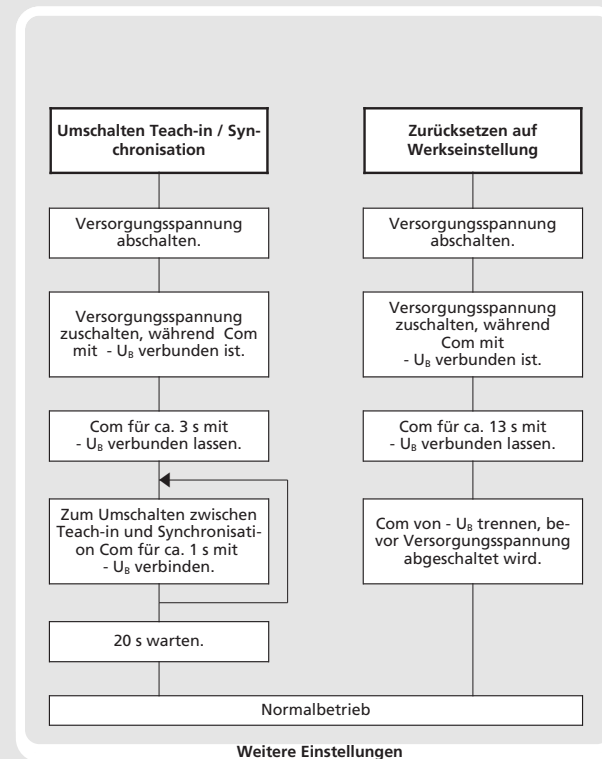 Umschalten Teach-in / Syn-
chronisation
Versorgungsspannung
abschalten.
Versorgungsspannung
zuschalten, während Com
mit - U_B verbunden ist.
Com für ca. 3 s mit
- U_B verbunden lassen.
Zum Umschalten zwischen
Teach-in und Synchronisati-
on Com für ca. 1 s mit
- U_B verbinden.
20 s warten.
Zurücksetzen auf
Werkseinstellung
Versorgungsspannung
abschalten.
Versorgungsspannung
zuschalten, während
Com mit
- U_B verbunden ist.
Com für ca. 13 s mit
- U_B verbunden lassen.
Com von - U_B trennen, be-
vor Versorgungsspannung
abgeschaltet wird.
Normalbetrieb
Weitere Einstellungen